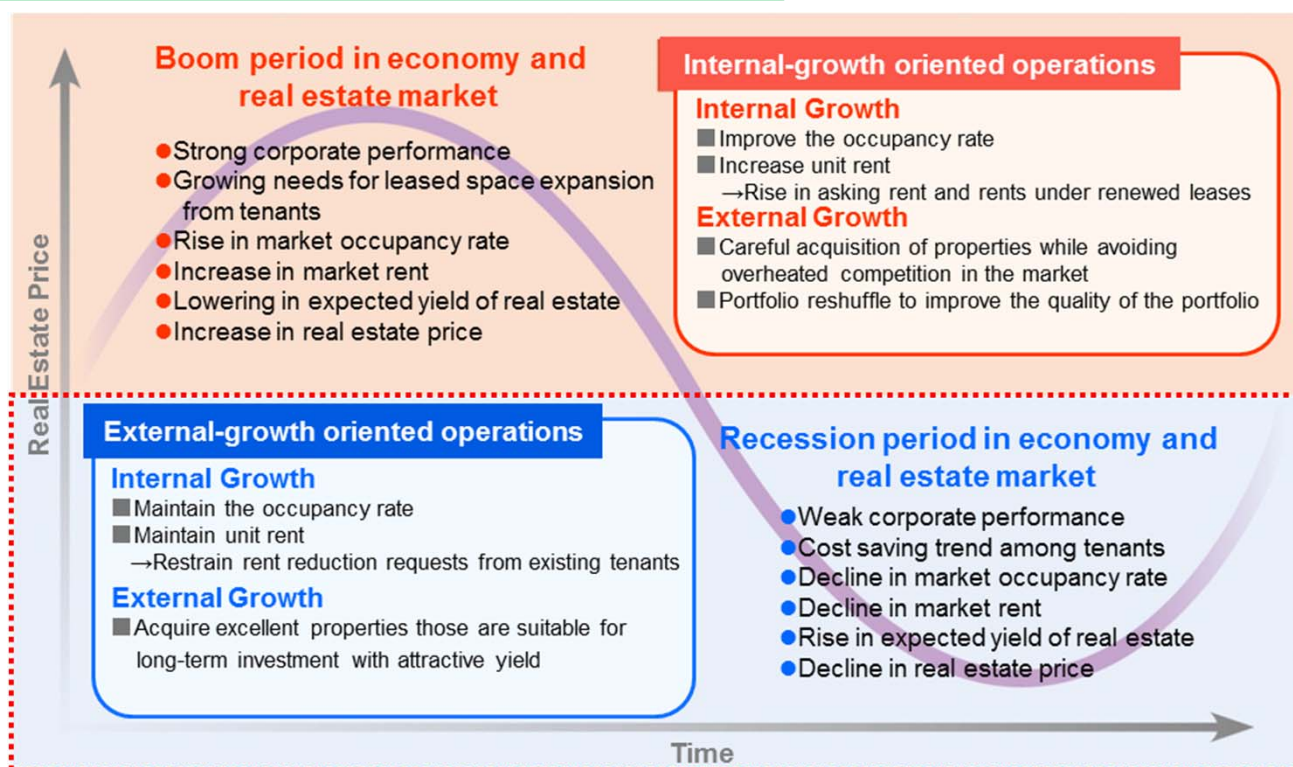 Boom period in economy and
real estate market
●Strong corporate performance
●Growing needs for leased space expansion
from tenants
●Rise in market occupancy rate
●Increase in market rent
●Lowering in expected yield of real estate
●Increase in real estate price
Internal-growth oriented operations
Internal Growth
■Improve the occupancy rate
■Increase unit rent
→Rise in asking rent and rents under renewed leases
External Growth
■Careful acquisition of properties while avoiding
overheated competition in the market
■Portfolio reshuffle to improve the quality of the portfolio
Real Estate Price
External-growth oriented operations
Internal Growth
■Maintain the occupancy rate
■Maintain unit rent
→Restrain rent reduction requests from existing tenants
External Growth
■Acquire excellent properties those are suitable for
long-term investment with attractive yield
Recession period in economy and
real estate market
●Weak corporate performance
●Cost saving trend among tenants
●Decline in market occupancy rate
●Decline in market rent
●Rise in expected yield of real estate
●Decline in real estate price
Time